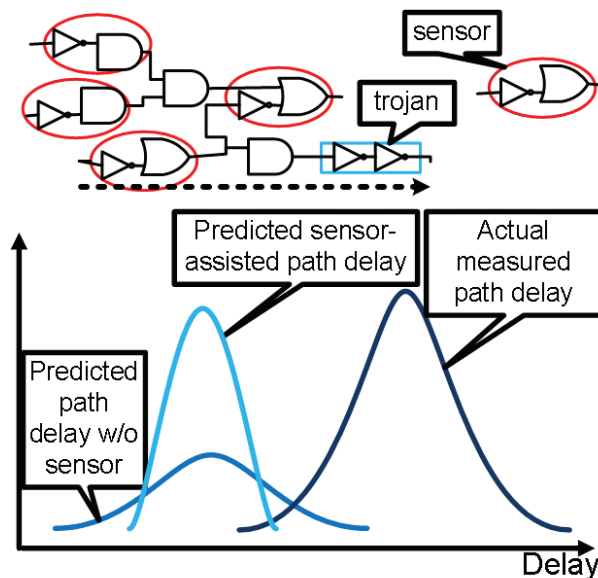 sensor
trojan
Predicted sensor-
assisted path delay
Actual
measured
path delay
Predicted
path
delay w/o
sensor
Delay